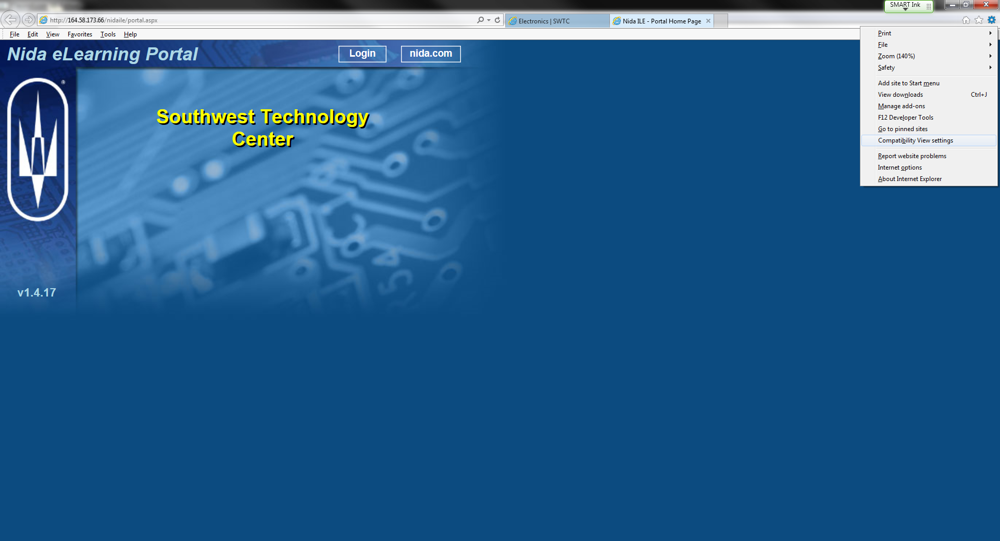 SMART Ink
http://164.58.173.66/nidaile/portal.aspx
Electronics | SWTC
Nida ILE - Portal Home Page
File Edit View Favorites Tools Help
Nida eLearning Portal
Login
nida.com
Southwest Technology
Center
v1.4.17
Print
File
Zoom (140%)
Safety
Add site to Start menu
View downloads Ctrl+J
Manage add-ons
F12 Developer Tools
Go to pinned sites
Compatibility View settings
Report website problems
Internet options
About Internet Explorer